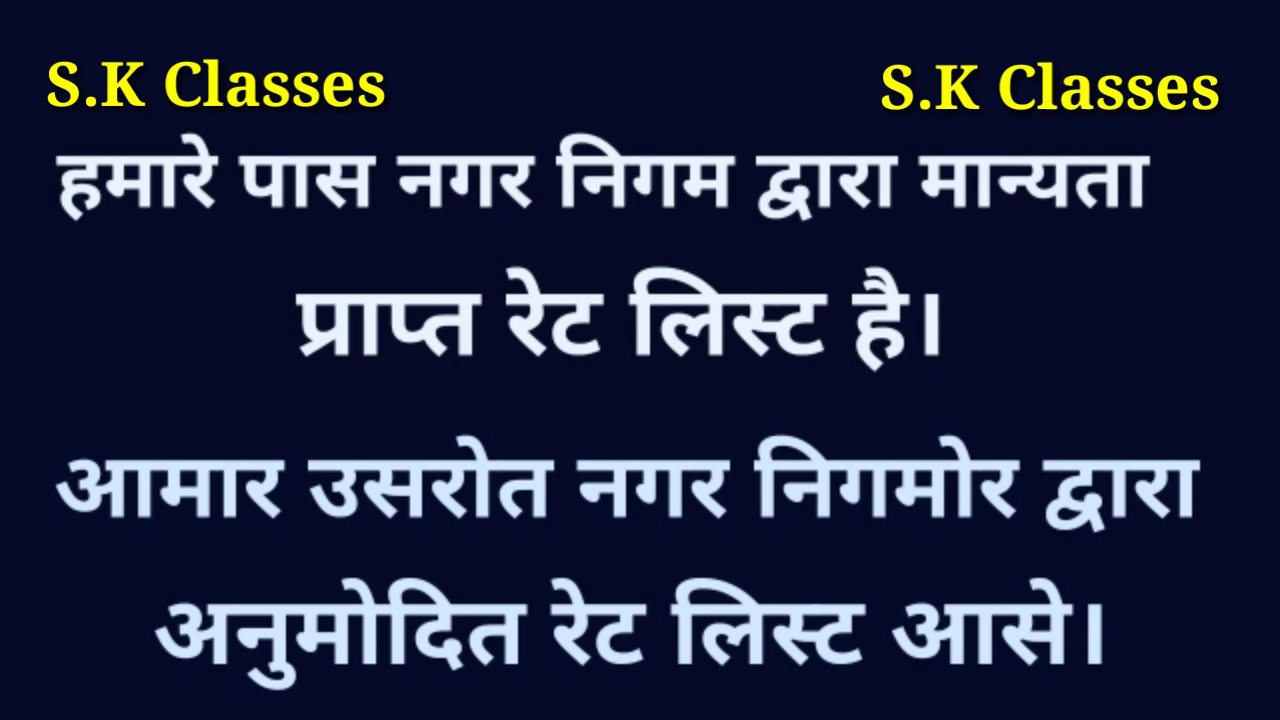 S.K Classes S.K Classes
हमारे पास नगर निगम द्वारा मान्यता
प्राप्त रेट लिस्ट है।
आमार उसरोत नगर निगमोर द्वारा
अनुमोदित रेट लिस्ट आसे।